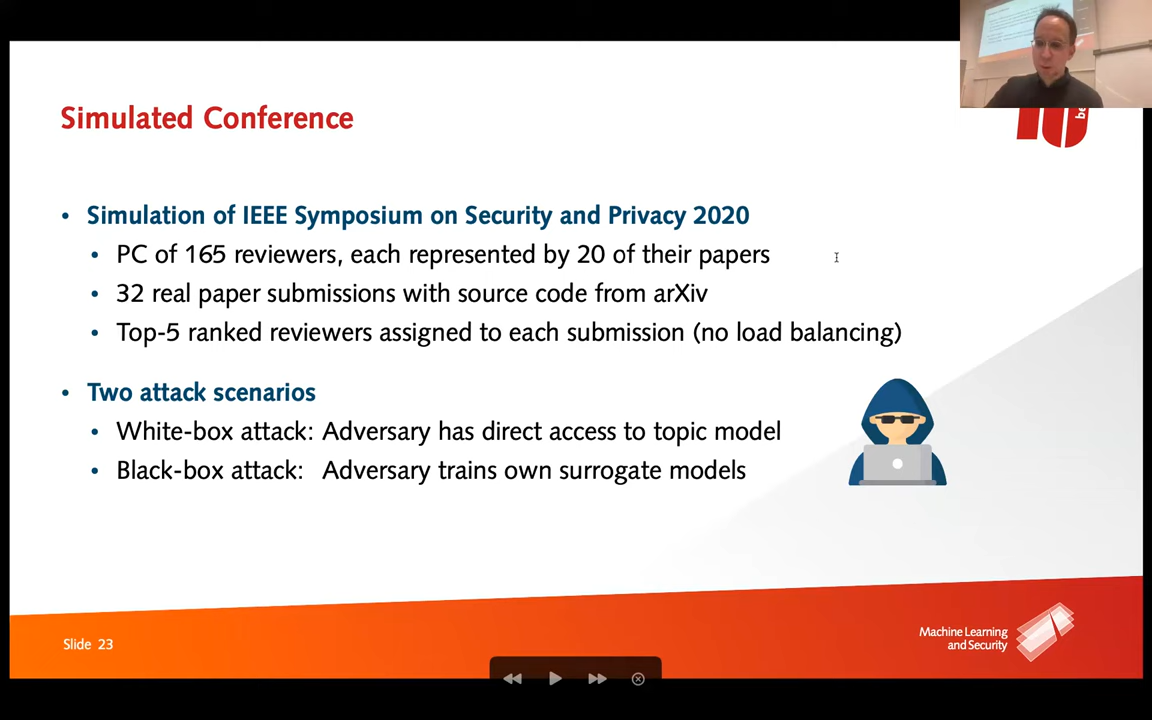 Simulated Conference
be
• Simulation of IEEE Symposium on Security and Privacy 2020
• PC of 165 reviewers, each represented by 20 of their papers
• 32 real paper submissions with source code from arXiv
• Top-5 ranked reviewers assigned to each submission (no load balancing)
• Two attack scenarios
• White-box attack: Adversary has direct access to topic model
• Black-box attack: Adversary trains own surrogate models
Slide 23
Machine Learning
and Security